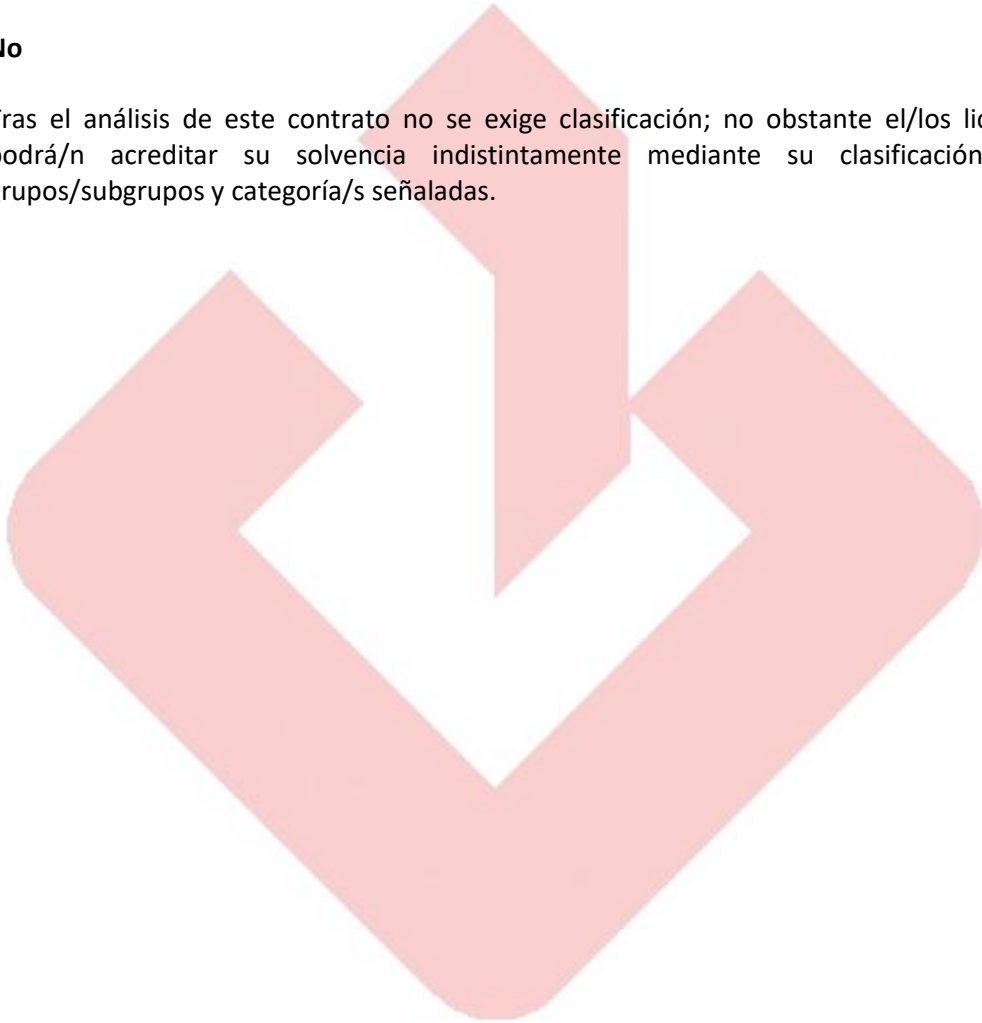 No
Tras el análisis de este contrato no se exige clasificación; no obstante el/los
podrá/n acreditar su solvencia indistintamente mediante su clasificación
grupos/subgrupos y categoría/s señaladas.